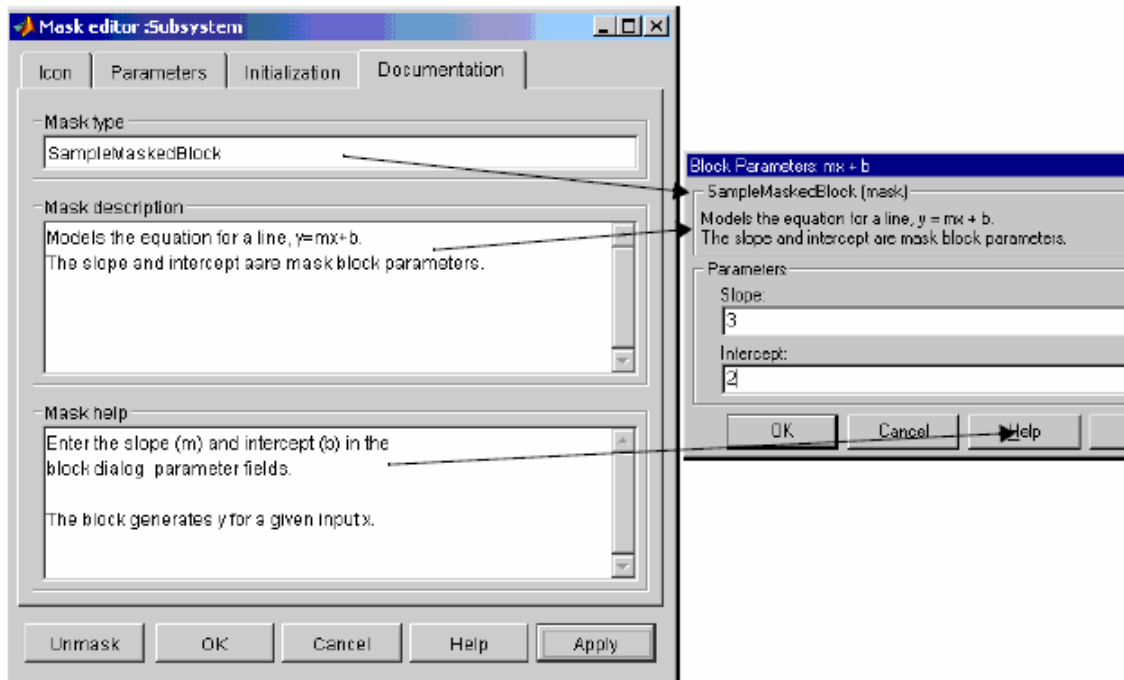 Mask editor :Subsystem
Icon
Parameters
Initialization
Documentation
Mask type
SampleMaskedBlock
Mask description
Models the equation for a line, y=mx+b.
The slope and intercept aare mask block parameters.
Mask help
Enter the slope (m) and intercept (b) in the
block dialog parameter fields.
The block generates y for a given input x.
Unmask
OK
Cancel
Help
Apply
Block Parameters: mx + b
SampleMaskedBlock (mask)
Models the equation for a line, y = mx + b.
The slope and intercept are mask block parameters.
Parameters
Slope:
3
Intercept:
2
OK
Cancel
Help